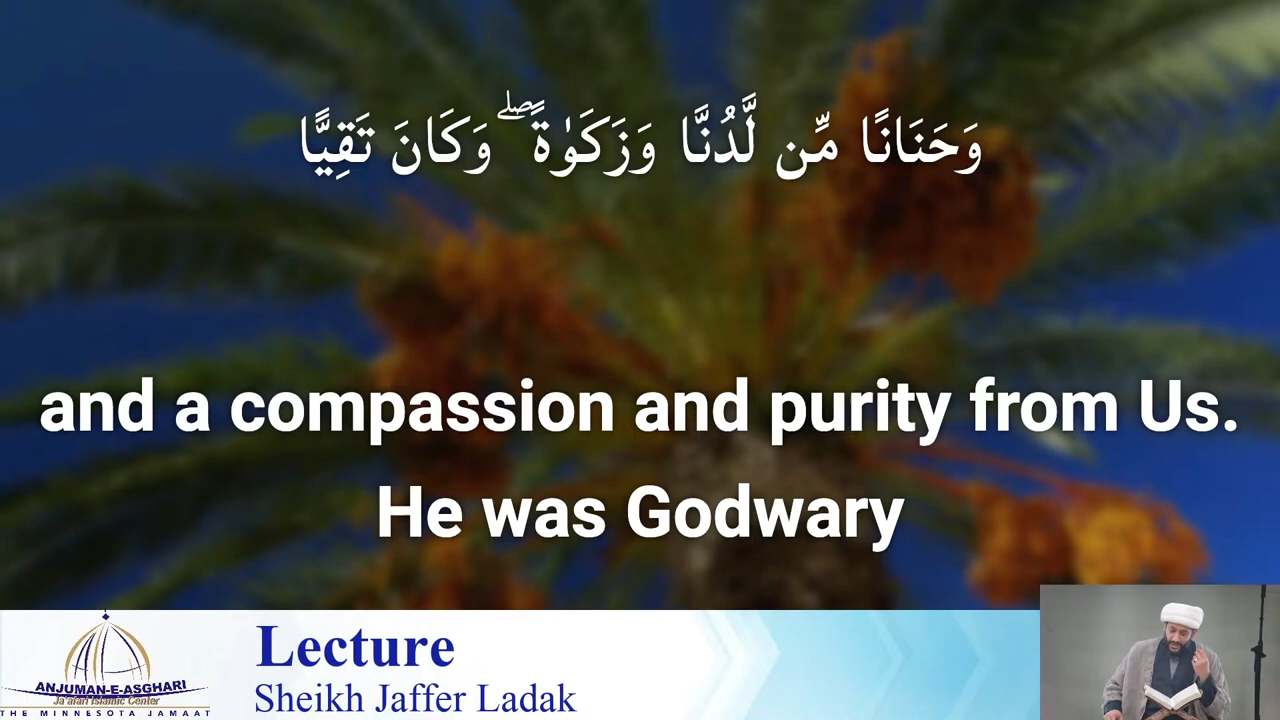 وَحَنَانًا مِّن لَّدُنَّا وَزَكَوٰةً ۖ وَكَانَ تَقِيًّا
and a compassion and purity from Us.
He was Godwary
Lecture
Sheikh Jaffer Ladak
ANJUMAN-E-ASGHARI
Ja'afari Islamic Center
THE MINNESOTA JAMAAT